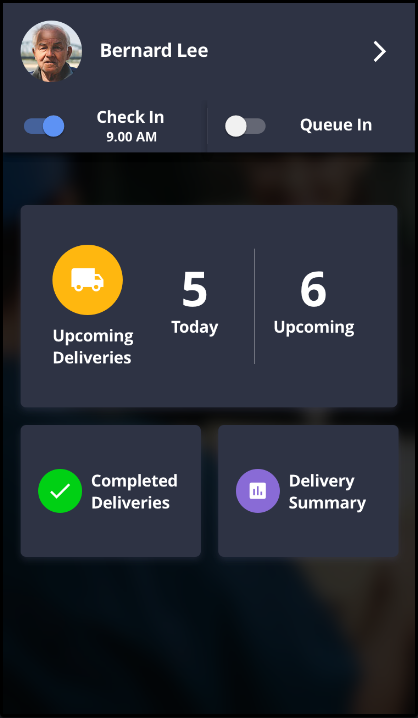 Bernard Lee
Check In
9.00 AM
Queue In
5
Today
6
Upcoming
Upcoming
Deliveries
Completed
Deliveries
Delivery
Summary